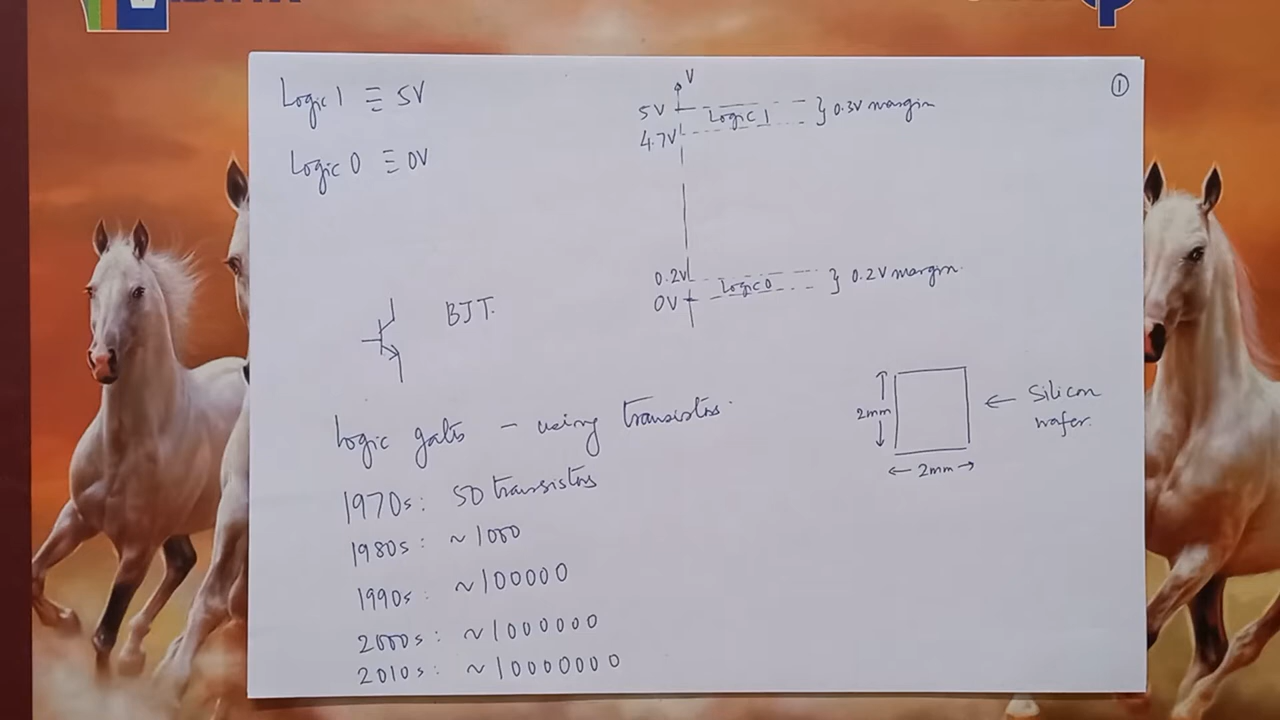 ①
Logic 1 ≡ 5V
Logic 0 ≡ 0V
V
5V
Logic 1
} 0.3V margin
4.7V
0.2V
Logic 0
} 0.2V margin.
0V
BJT.
2mm
← 2mm →
← Silicon
wafer.
Logic gates - using transistors.
1970s: 50 transistors
1980s: ~1000
1990s: ~100000
2000s: ~1000000
2010s: ~10000000